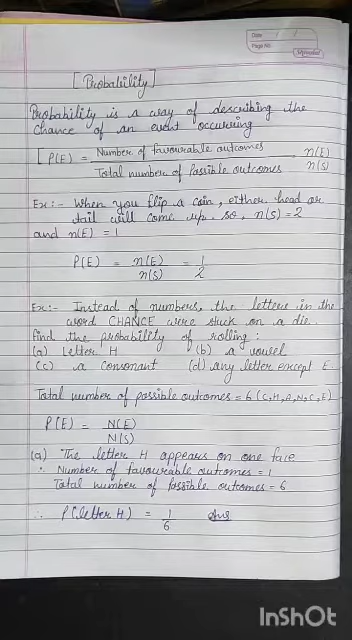 Date / /
Page No.
[Probability]
Probability is a way of describing the
chance of an event occurring
[P(E) = Number of favourable outcomes / Total number of Possible outcomes = n(E) / n(S)
Ex:- When you flip a coin, either head or
tail will come up. so, n(S) = 2
and n(E) = 1
P(E) = n(E) / n(S) = 1 / 2
Ex:- Instead of numbers, the letters in the
word CHANCE were stuck on a die.
find the probability of rolling:
(a) letter H (b) a vowel
(c) a consonant (d) any letter except E.
Total number of possible outcomes = 6 (C,H,A,N,C,E)
P(E) = N(E) / N(S)
(a) The letter H appears on one face
∴ Number of favourable outcomes = 1
Total number of Possible outcomes = 6
∴ P(letter H) = 1 / 6 Ans
InShOt